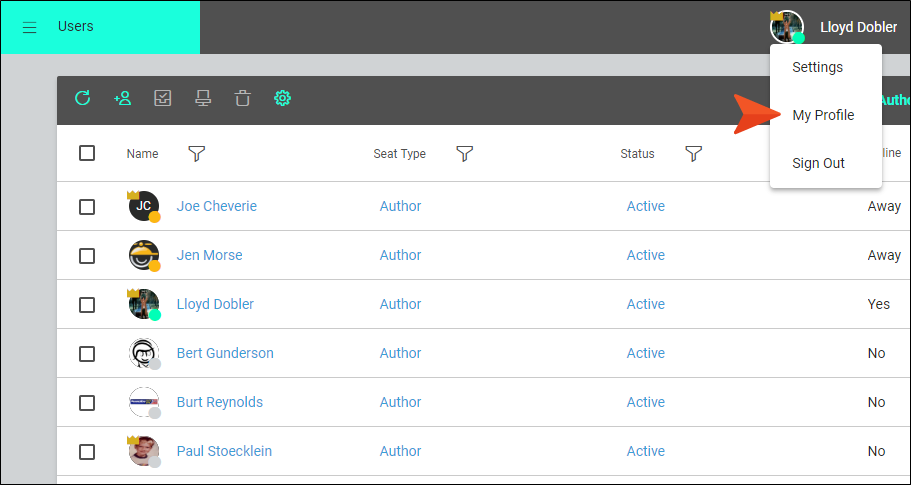 Users
Lloyd Dobler
Settings
My Profile
Sign Out
Name Seat Type Status
JC Joe Cheverie Author Active Away
Jen Morse Author Active Away
Lloyd Dobler Author Active Yes
Bert Gunderson Author Active No
Burt Reynolds Author Active No
Paul Stoecklein Author Active No